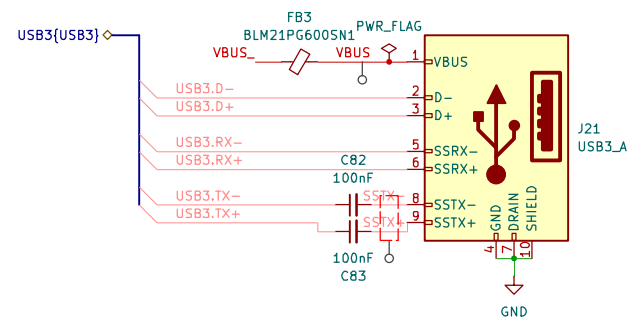 FB3
BLM21PG600SN1
PWR_FLAG
USB3{USB3}
VBUS_
VBUS
1
VBUS
USB3.D-
2
D-
USB3.D+
3
D+
USB3.RX-
5
SSRX-
USB3.RX+
6
SSRX+
J21
USB3_A
C82
100nF
USB3.TX-
SSTX-
8
SSTX-
USB3.TX+
SSTX+
9
SSTX+
GND
DRAIN
SHIELD
4
7
10
100nF
C83
GND